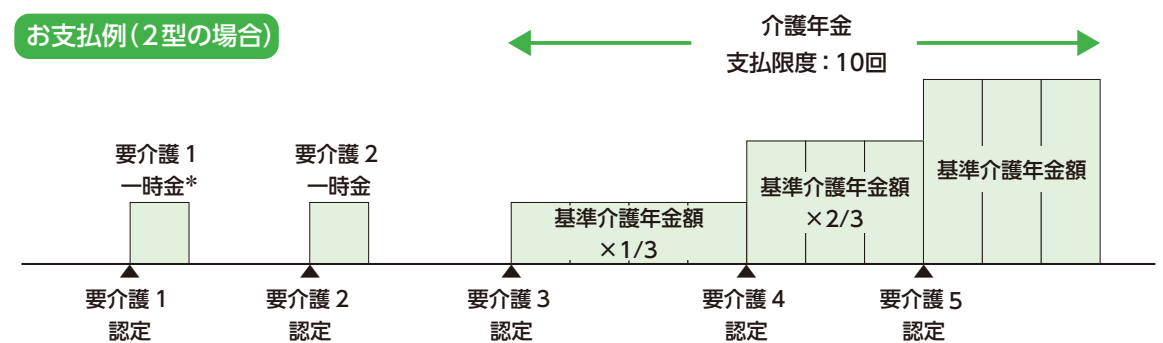 お支払例（2型の場合）
介護年金
支払限度：10回
要介護1
一時金*
要介護2
一時金
基準介護年金額
×1/3
基準介護年金額
×2/3
基準介護年金額
要介護1
認定
要介護2
認定
要介護3
認定
要介護4
認定
要介護5
認定